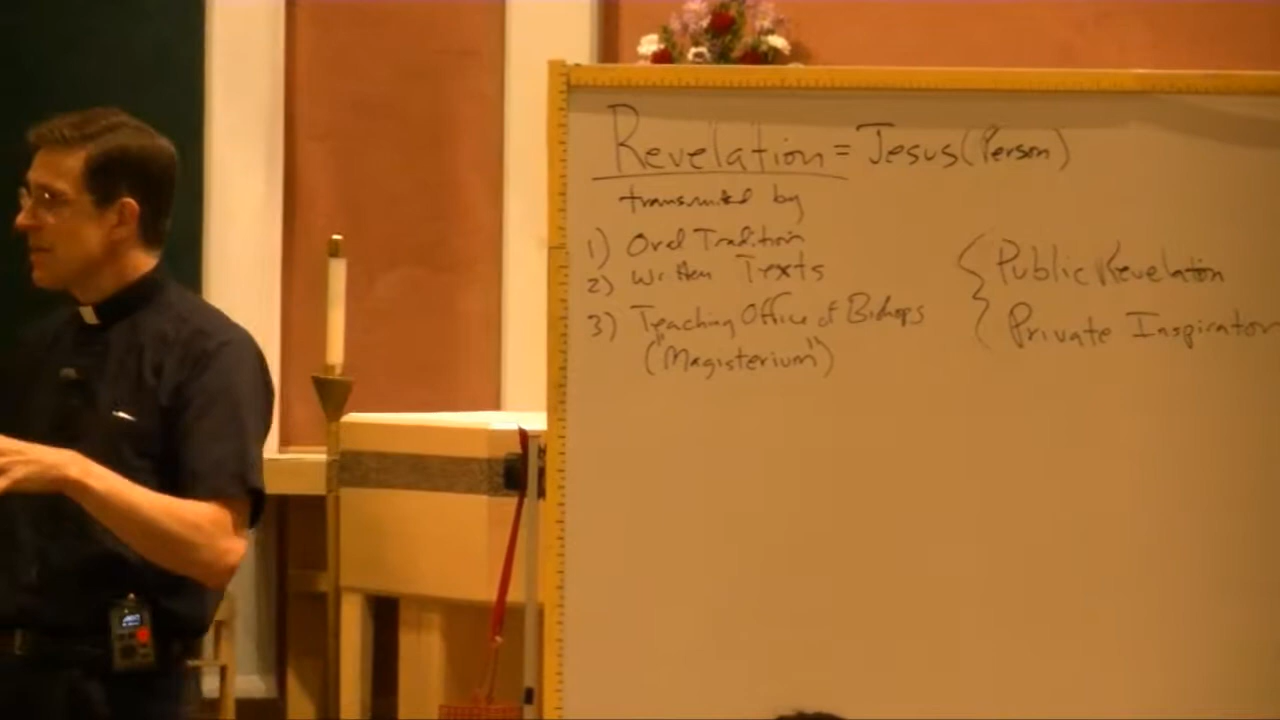 Revelation = Jesus (Person)
transmitted by
1) Oral Tradition
2) Written Texts
3) Teaching Office of Bishops
("Magisterium")
{ Public Revelation
Private Inspiration